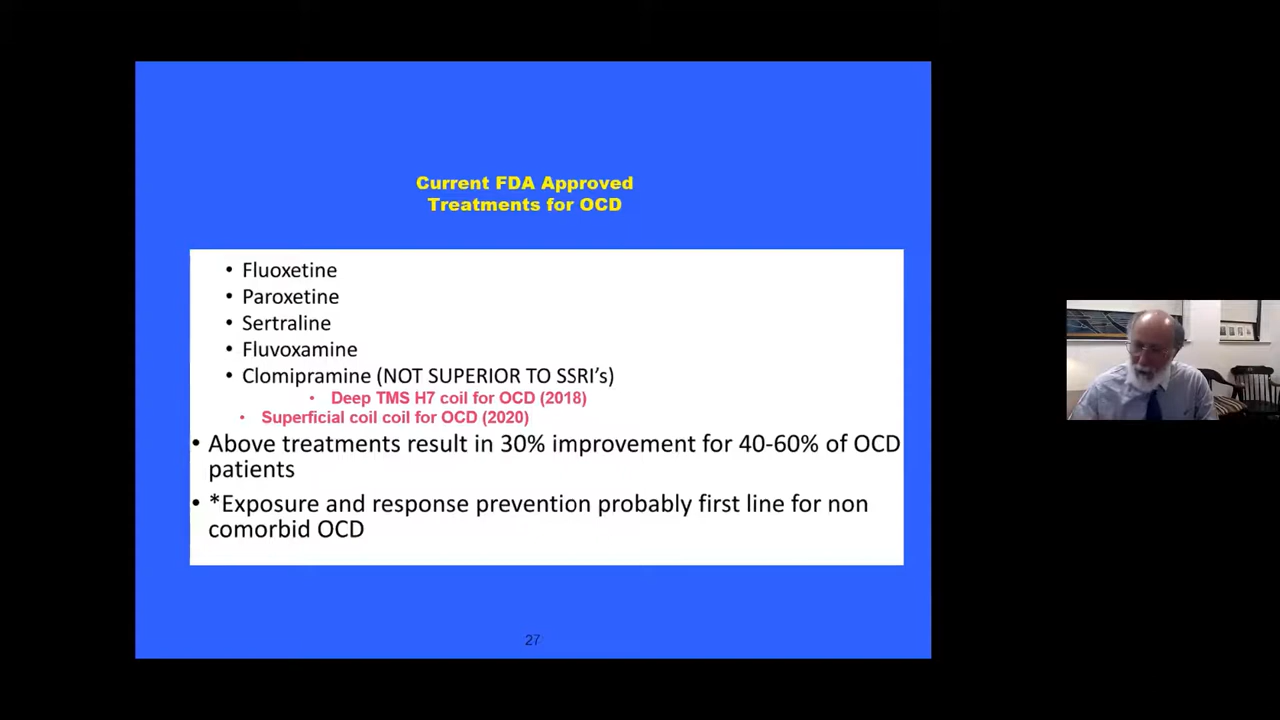 Current FDA Approved
Treatments for OCD
• Fluoxetine
• Paroxetine
• Sertraline
• Fluvoxamine
• Clomipramine (NOT SUPERIOR TO SSRI's)
• Deep TMS H7 coil for OCD (2018)
• Superficial coil coil for OCD (2020)
• Above treatments result in 30% improvement for 40-60% of OCD
patients
• *Exposure and response prevention probably first line for non
comorbid OCD
27